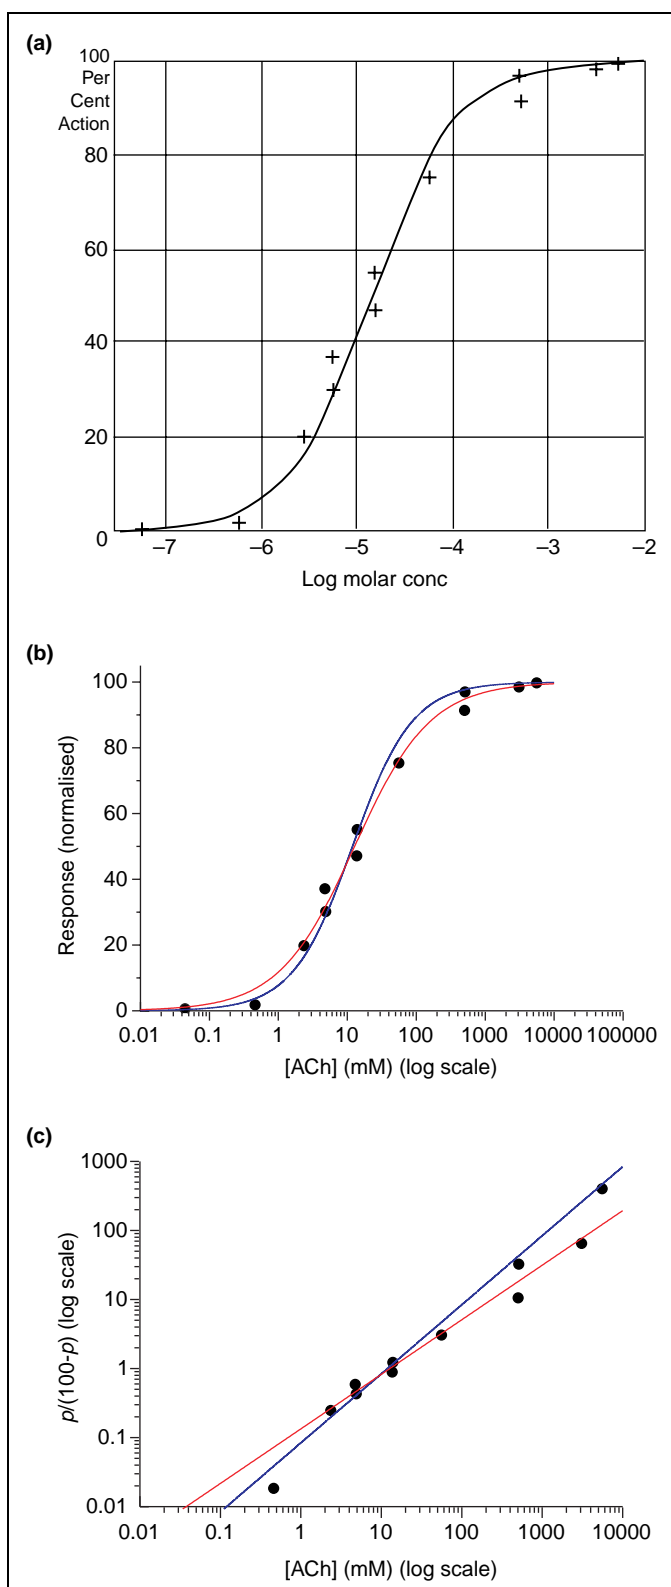 (a)
100
Per
Cent
Action
80
60
40
20
0
–7 –6 –5 –4 –3 –2
Log molar conc
(b)
Response (normalised)
100
80
60
40
20
0
0.01 0.1 1 10 100 1000 10000 100000
[ACh] (mM) (log scale)
(c)
p/(100-p) (log scale)
1000
100
10
1
0.1
0.01
0.01 0.1 1 10 100 1000 10000
[ACh] (mM) (log scale)